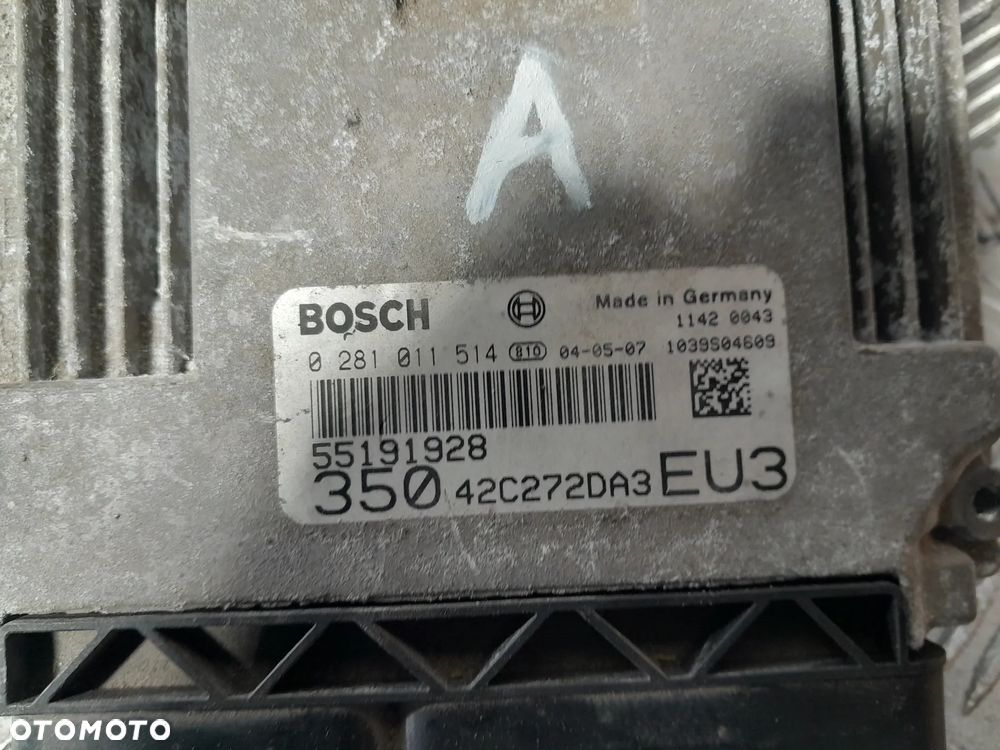 A
BOSCH Made in Germany
1142 0043
0 281 011 514 810 04-05-07 1039S04609
55191928
350 42C272DA3 EU3
OTOMOTO